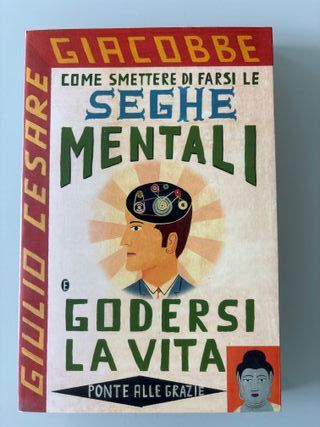 GIULIO CESARE
GIACOBBE
COME SMETTERE DI FARSI LE
SEGHE
MENTALI
E
GODERSI
LA VITA
PONTE ALLE GRAZIE